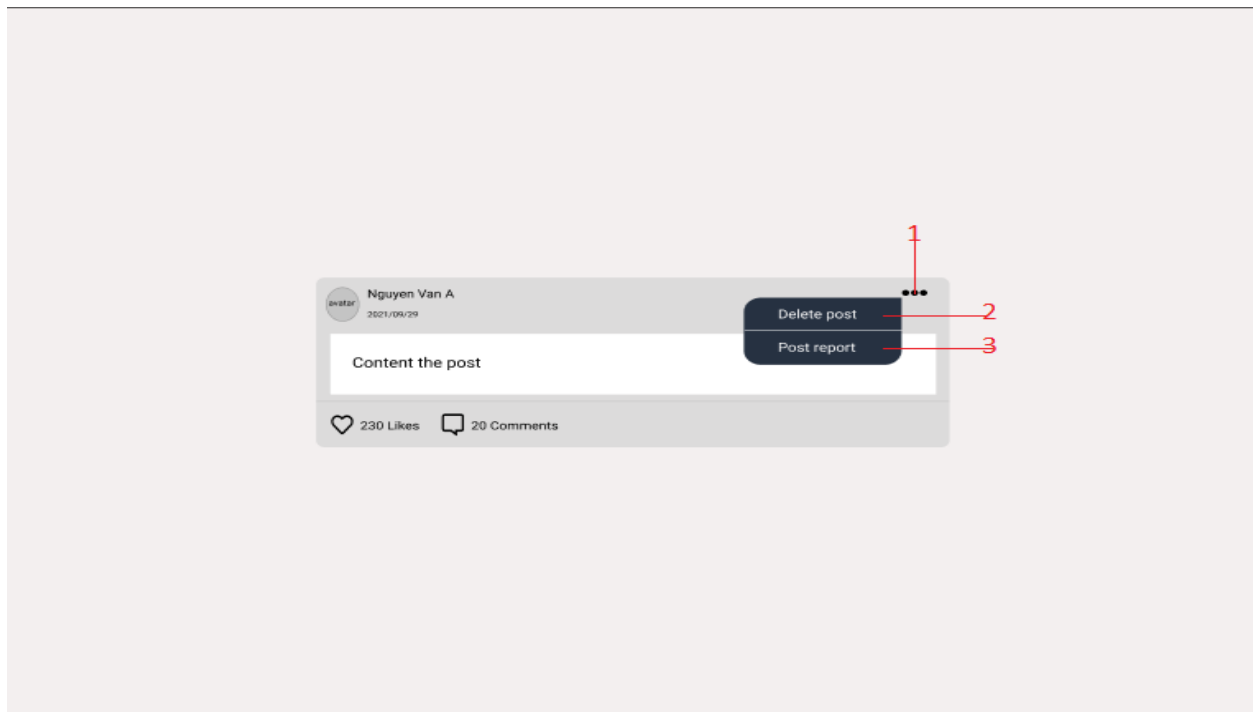 1
Nguyen Van A
avatar
2021/09/29
Delete post
2
Post report
3
Content the post
230 Likes
20 Comments